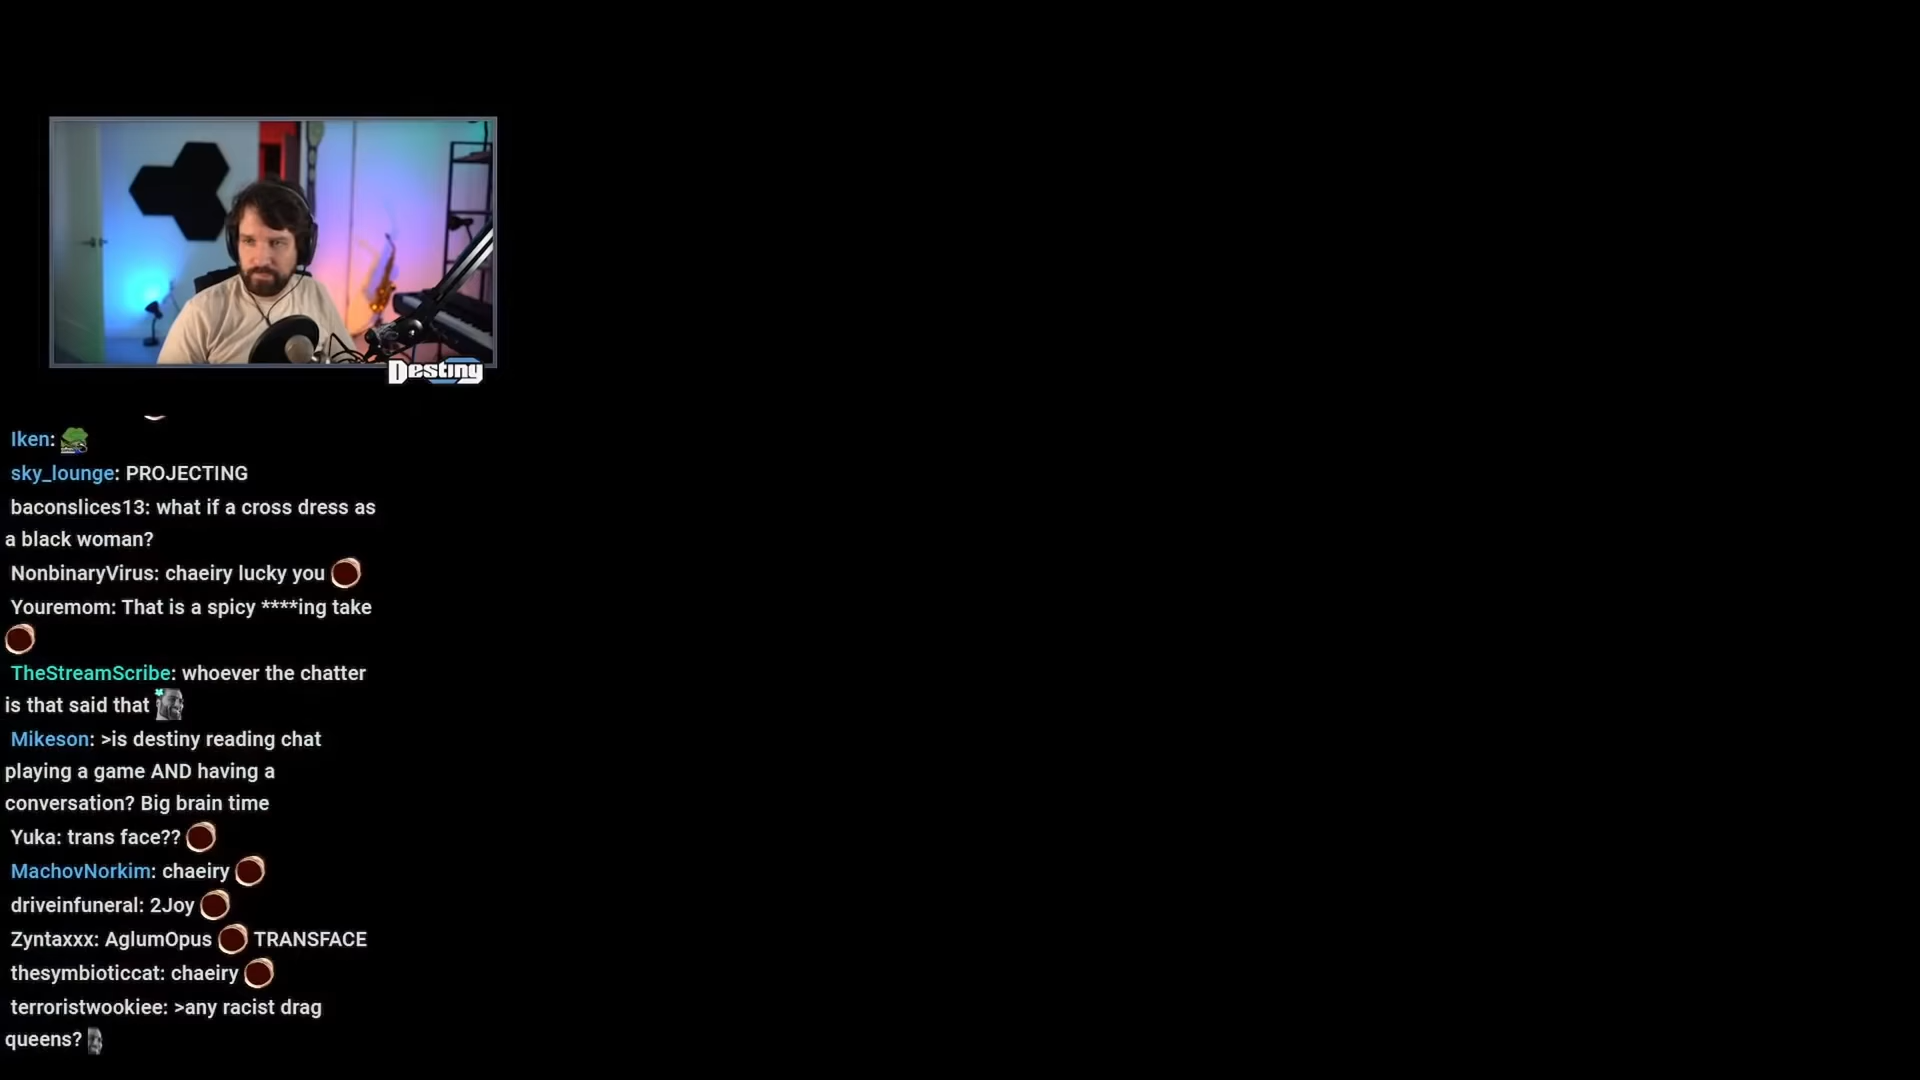 Destiny
Iken:
sky_lounge: PROJECTING
baconslices13: what if a cross dress as
a black woman?
NonbinaryVirus: chaeiry lucky you
Youremom: That is a spicy ****ing take
TheStreamScribe: whoever the chatter
is that said that
Mikeson: >is destiny reading chat
playing a game AND having a
conversation? Big brain time
Yuka: trans face??
MachovNorkim: chaeiry
driveinfuneral: 2Joy
Zyntaxxx: AglumOpus TRANSFACE
thesymbioticcat: chaeiry
terroristwookiee: >any racist drag
queens?